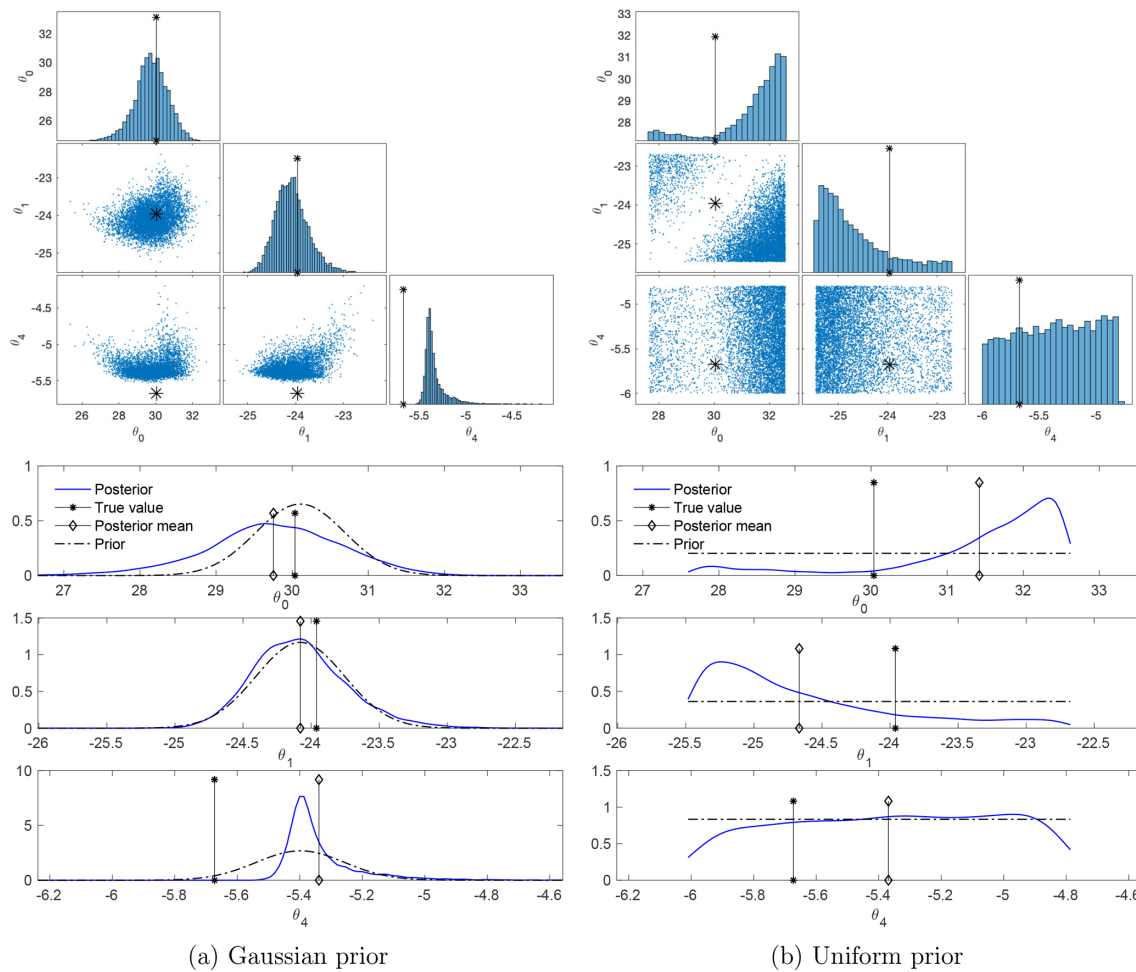 32
30
28
26
θ0
-23
-24
-25
θ1
-4.5
-5
-5.5
θ4
26 28 30 32
θ0
-25 -24 -23
θ1
-5.5 -5 -4.5
θ4
33
32
31
30
29
28
θ0
-23
-24
-25
θ1
-5
-5.5
-6
θ4
28 30 32
θ0
-25 -24 -23
θ1
-6 -5.5 -5
θ4
1
0.5
0
Posterior
True value
Posterior mean
Prior
27 28 29 30 31 32 33
θ0
1.5
1
0.5
0
-26 -25.5 -25 -24.5 -24 -23.5 -23 -22.5
θ1
10
5
0
-6 -5.8 -5.6 -5.4 -5.2 -5 -4.8 -4.6
θ4
1
0.5
0
Posterior
True value
Posterior mean
Prior
27 28 29 30 31 32 33
θ0
1.5
1
0.5
0
-26 -25.5 -25 -24.5 -24 -23.5 -23 -22.5
θ1
1.5
1
0.5
0
-6.2 -6 -5.8 -5.6 -5.4 -5.2 -5 -4.8 -4.6
θ4
(a) Gaussian prior
(b) Uniform prior